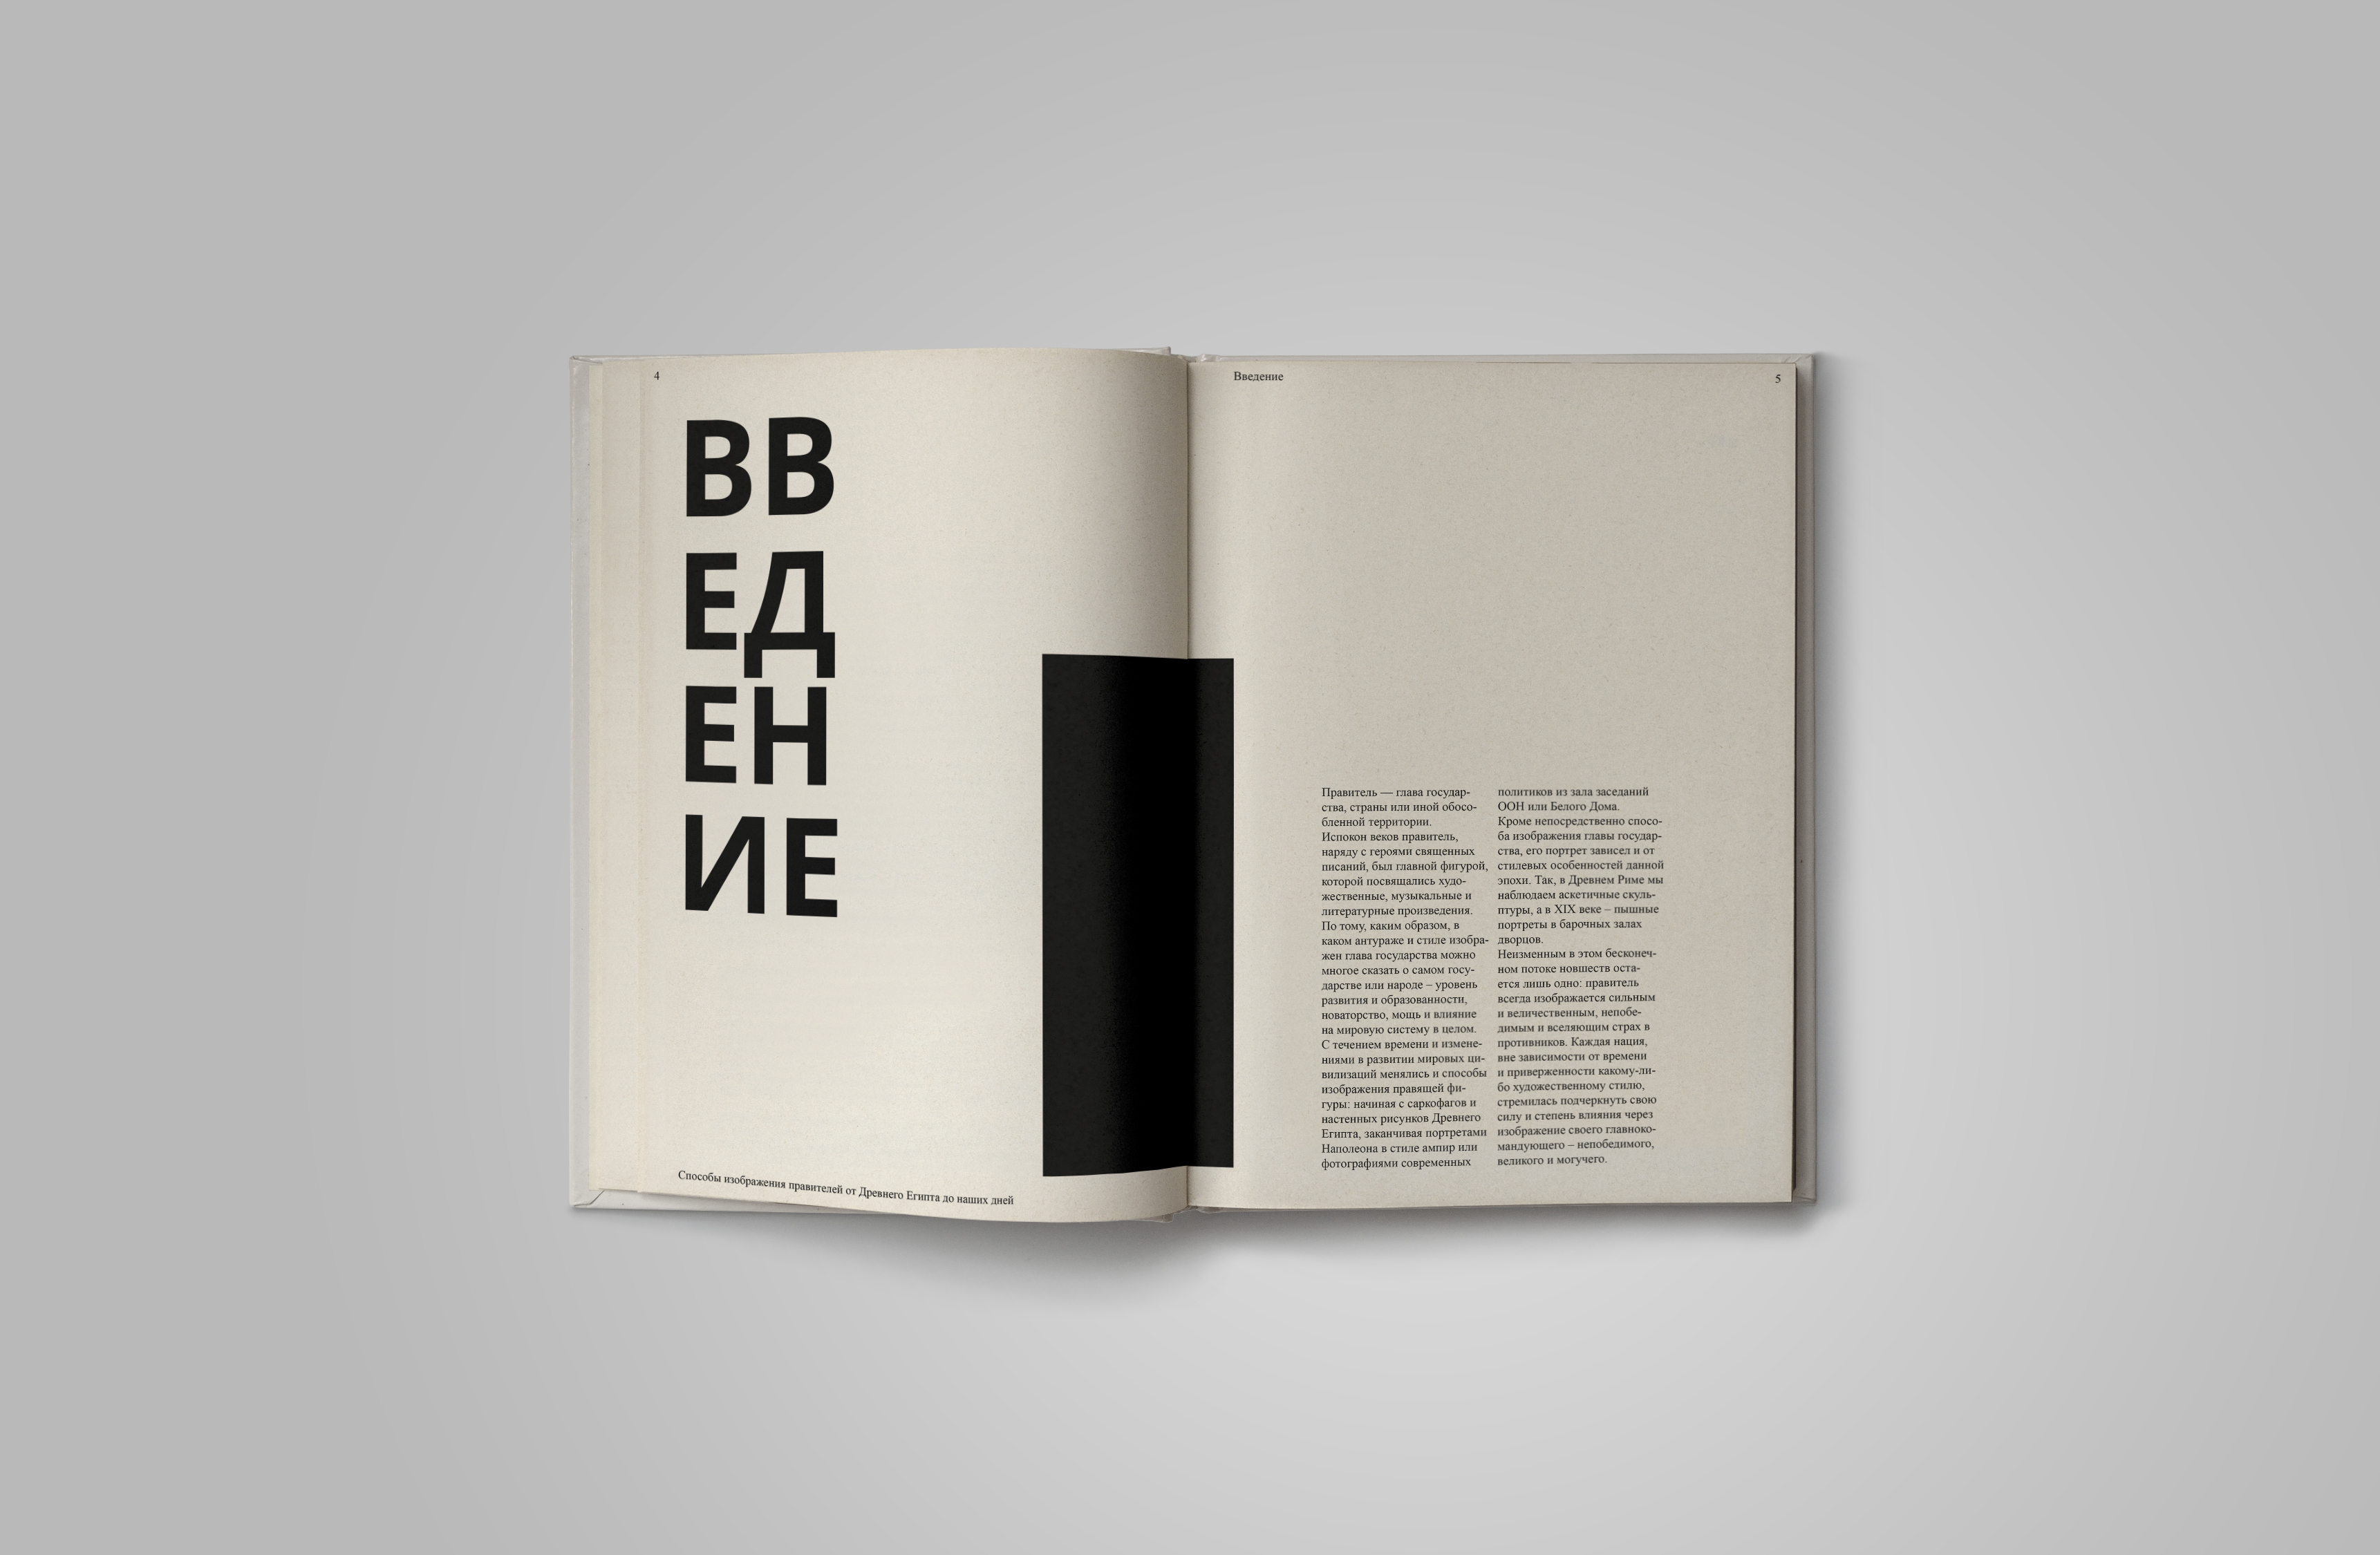 4
ВВ
ЕД
ЕН
ИЕ
Способы изображения правителей от Древнего Египта до наших дней
Введение
5
Правитель — глава государ-
ства, страны или иной обосо-
бленной территории.
Испокон веков правитель,
наряду с героями священных
писаний, был главной фигурой,
которой посвящались худо-
жественные, музыкальные и
литературные произведения.
По тому, каким образом, в
каком антураже и стиле изобра-
жен глава государства можно
многое сказать о самом госу-
дарстве или народе – уровень
развития и образованности,
новаторство, мощь и влияние
на мировую систему в целом.
С течением времени и измене-
ниями в развитии мировых ци-
вилизаций менялись и способы
изображения правящей фи-
гуры: начиная с саркофагов и
настенных рисунков Древнего
Египта, заканчивая портретами
Наполеона в стиле ампир или
фотографиями современных
политиков из зала заседаний
ООН или Белого Дома.
Кроме непосредственно спосо-
ба изображения главы государ-
ства, его портрет зависел и от
стилевых особенностей данной
эпохи. Так, в Древнем Риме мы
наблюдаем аскетичные скуль-
птуры, а в XIX веке – пышные
портреты в барочных залах
дворцов.
Неизменным в этом бесконеч-
ном потоке новшеств оста-
ется лишь одно: правитель
всегда изображается сильным
и величественным, непобе-
димым и вселяющим страх в
противников. Каждая нация,
вне зависимости от времени
и приверженности какому-ли-
бо художественному стилю,
стремилась подчеркнуть свою
силу и степень влияния через
изображение своего главноко-
мандующего – непобедимого,
великого и могучего.